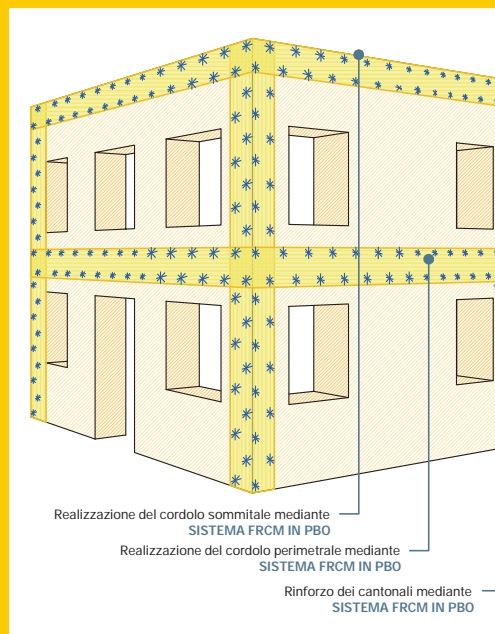 Realizzazione del cordolo sommitale mediante
SISTEMA FRCM IN PBO
Realizzazione del cordolo perimetrale mediante
SISTEMA FRCM IN PBO
Rinforzo dei cantonali mediante
SISTEMA FRCM IN PBO